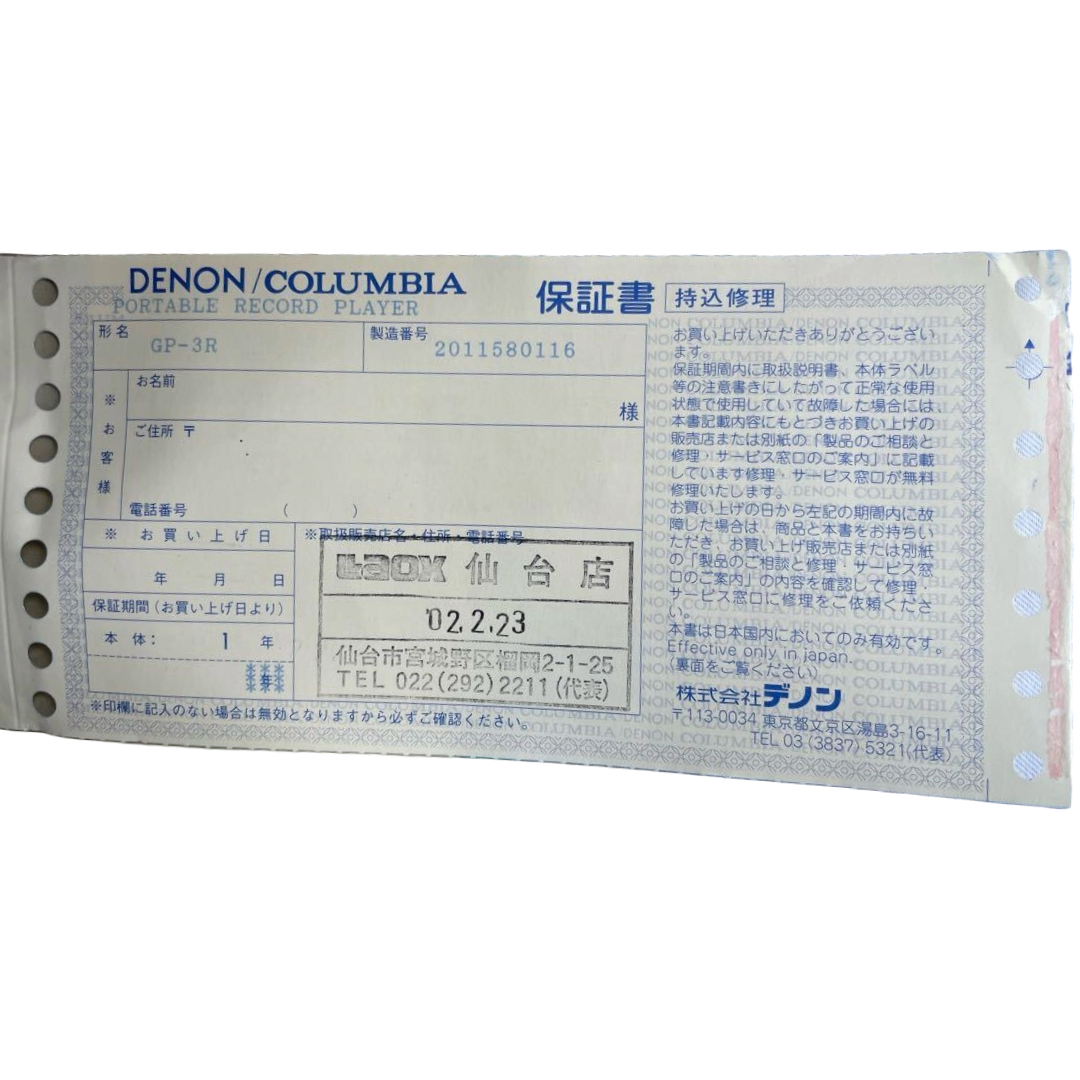 DENON/COLUMBIA
PORTABLE RECORD PLAYER
保証書 持込修理
形名 GP-3R
製造番号 2011580116
※お客様
お名前
様
ご住所 〒
電話番号 ( )
※ お買い上げ日
年 月 日
保証期間(お買い上げ日より)
本体: 1 年
年
※取扱販売店名・住所・電話番号
Laox 仙台店
'02.2.23
仙台市宮城野区榴岡2-1-25
TEL 022(292)2211(代表)
※印欄に記入のない場合は無効となりますから必ずご確認ください。
お買い上げいただきありがとうござい
ます。
保証期間内に取扱説明書、本体ラベル
等の注意書きにしたがって正常な使用
状態で使用していて故障した場合には、
本書記載内容にもとづきお買い上げの
販売店または別紙の「製品のご相談と
修理・サービス窓口のご案内」に記載
しています修理・サービス窓口が無料
修理いたします。
お買い上げの日から左記の期間内に故
障した場合は、商品と本書をお持ちい
ただき、お買い上げ販売店または別紙
の「製品のご相談と修理・サービス窓
口のご案内」の内容を確認して修理・
サービス窓口に修理をご依頼くださ
い。
本書は日本国内においてのみ有効です。
Effective only in japan.
(裏面をご覧ください)
株式会社デノン
〒113-0034 東京都文京区湯島3-16-11
TEL 03(3837)5321(代表)